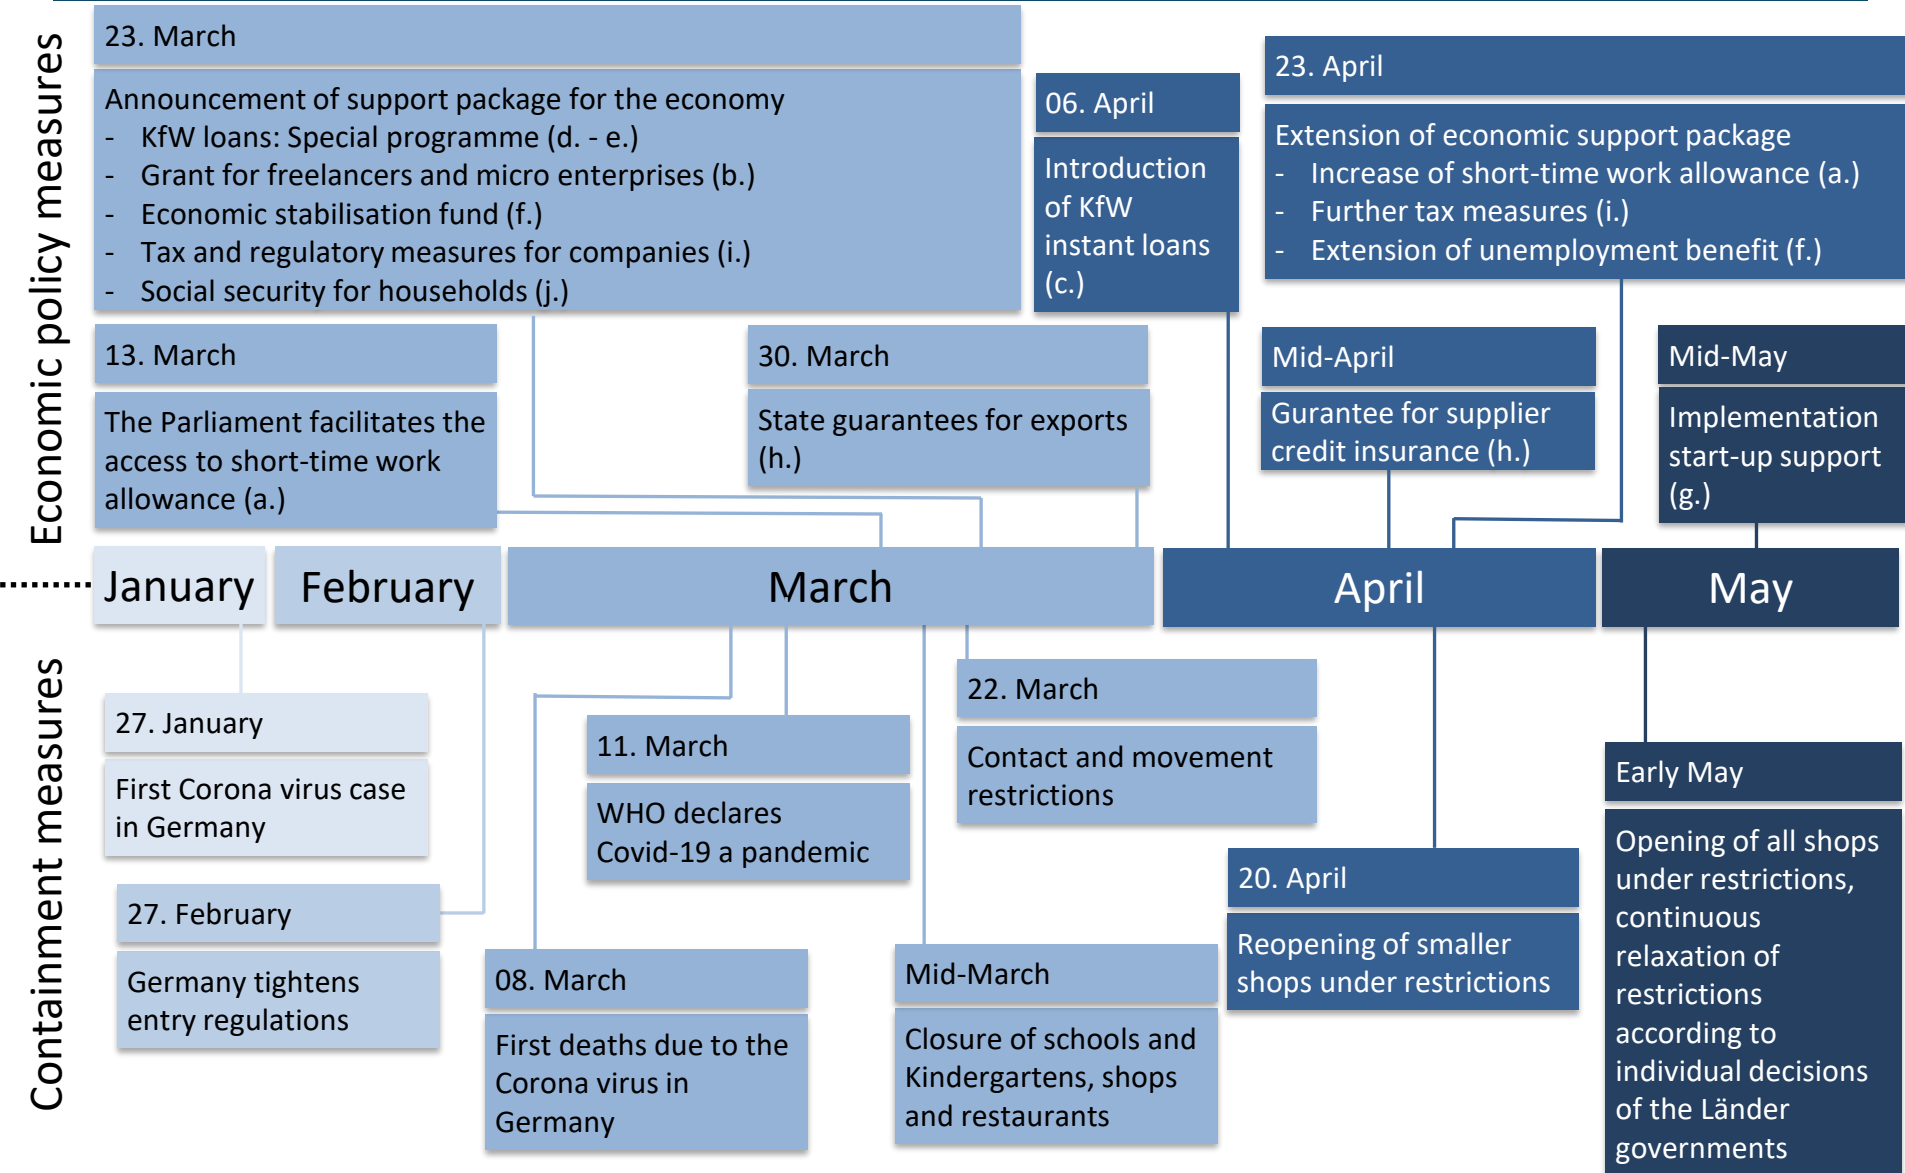 Economic policy measures
23. March
Announcement of support package for the economy
- KfW loans: Special programme (d. - e.)
- Grant for freelancers and micro enterprises (b.)
- Economic stabilisation fund (f.)
- Tax and regulatory measures for companies (i.)
- Social security for households (j.)
06. April
Introduction
of KfW
instant loans
(c.)
23. April
Extension of economic support package
- Increase of short-time work allowance (a.)
- Further tax measures (i.)
- Extension of unemployment benefit (f.)
13. March
The Parliament facilitates the
access to short-time work
allowance (a.)
30. March
State guarantees for exports
(h.)
Mid-April
Gurantee for supplier
credit insurance (h.)
Mid-May
Implementation
start-up support
(g.)
January
February
March
April
May
Containment measures
27. January
First Corona virus case
in Germany
27. February
Germany tightens
entry regulations
08. March
First deaths due to the
Corona virus in
Germany
11. March
WHO declares
Covid-19 a pandemic
Mid-March
Closure of schools and
Kindergartens, shops
and restaurants
22. March
Contact and movement
restrictions
20. April
Reopening of smaller
shops under restrictions
Early May
Opening of all shops
under restrictions,
continuous
relaxation of
restrictions
according to
individual decisions
of the Länder
governments